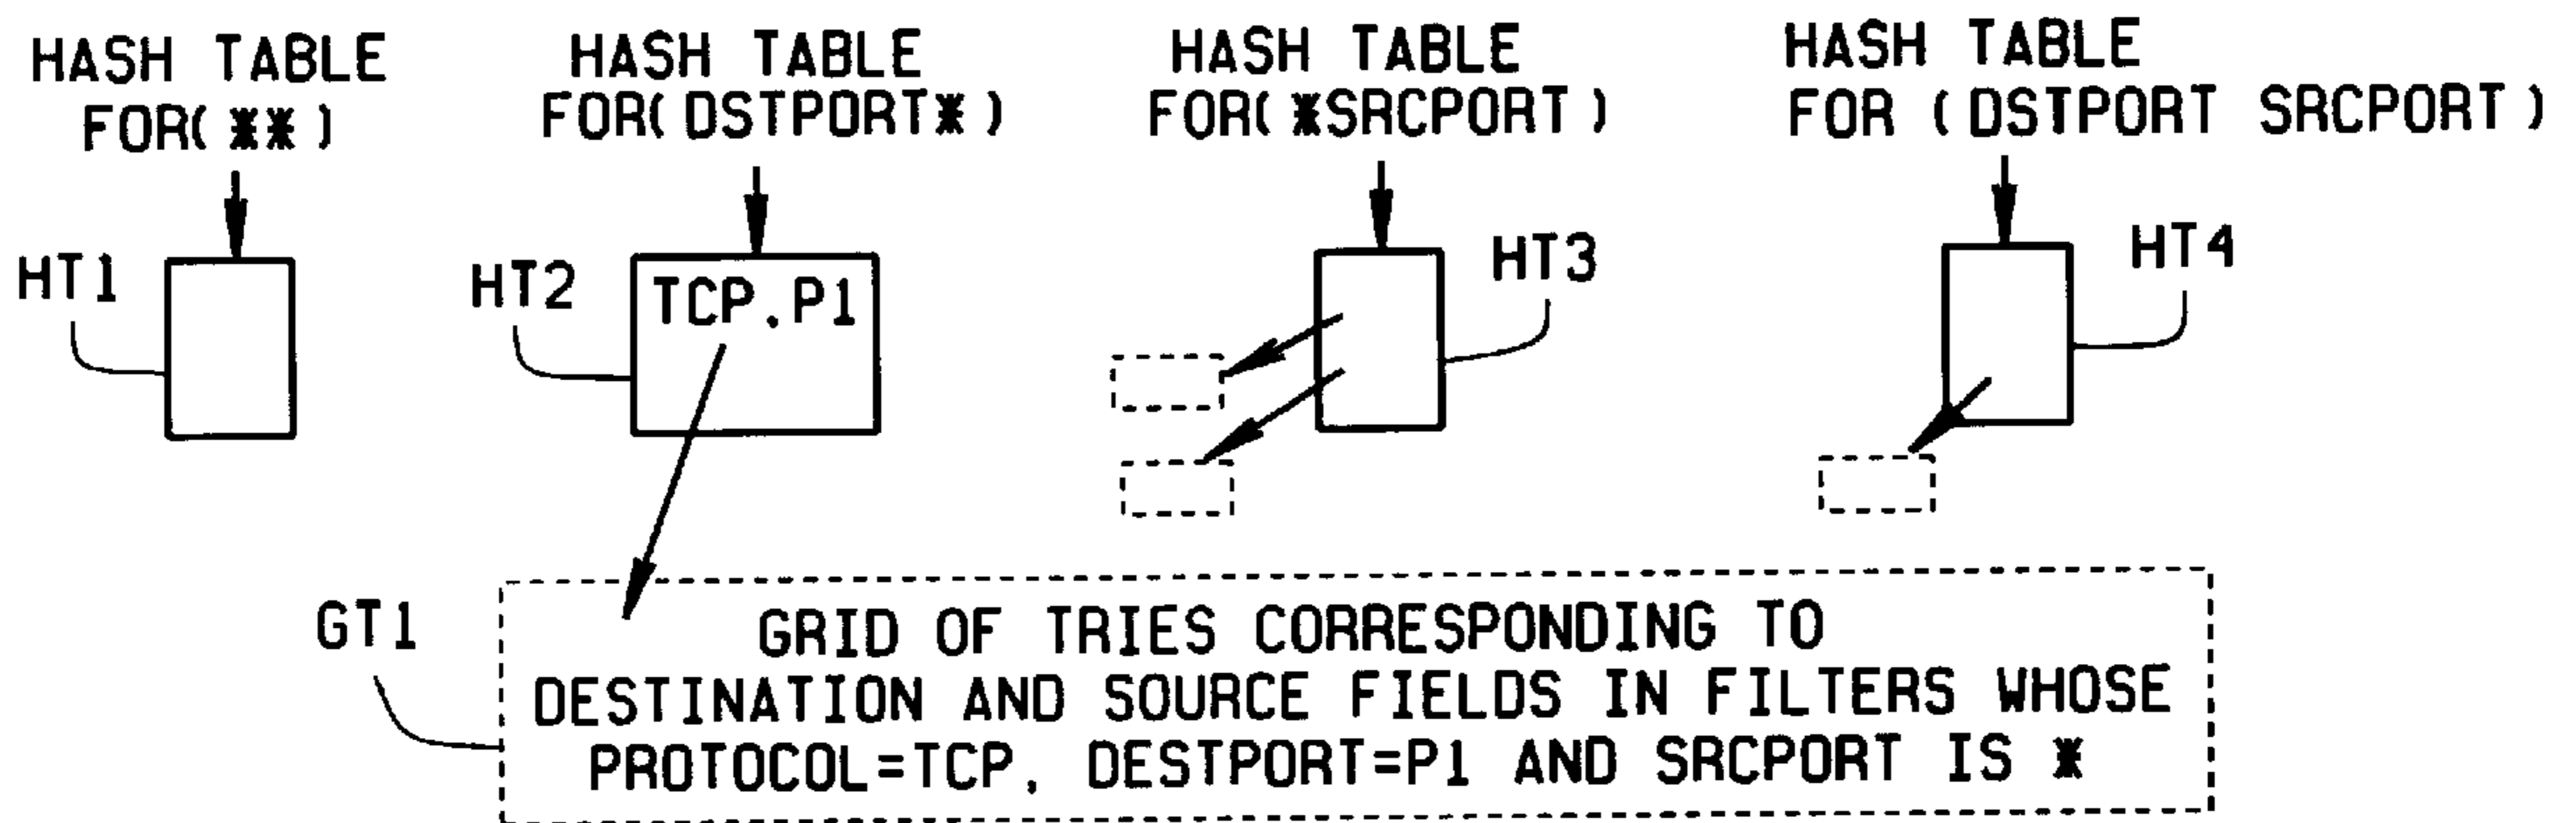 HASH TABLE
FOR(**)
HASH TABLE
FOR(DSTPORT*)
HASH TABLE
FOR(*SRCPORT)
HASH TABLE
FOR (DSTPORT SRCPORT)
HT1
HT2
TCP.P1
HT3
HT4
GT1
GRID OF TRIES CORRESPONDING TO
DESTINATION AND SOURCE FIELDS IN FILTERS WHOSE
PROTOCOL=TCP, DESTPORT=P1 AND SRCPORT IS *